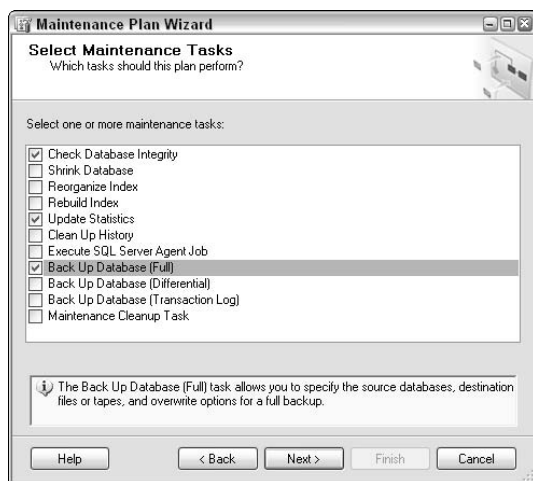 Maintenance Plan Wizard
Select Maintenance Tasks
Which tasks should this plan perform?
Select one or more maintenance tasks:
Check Database Integrity
Shrink Database
Reorganize Index
Rebuild Index
Update Statistics
Clean Up History
Execute SQL Server Agent Job
Back Up Database (Full)
Back Up Database (Differential)
Back Up Database (Transaction Log)
Maintenance Cleanup Task
The Back Up Database (Full) task allows you to specify the source databases, destination
files or tapes, and overwrite options for a full backup.
Help < Back Next > Finish Cancel